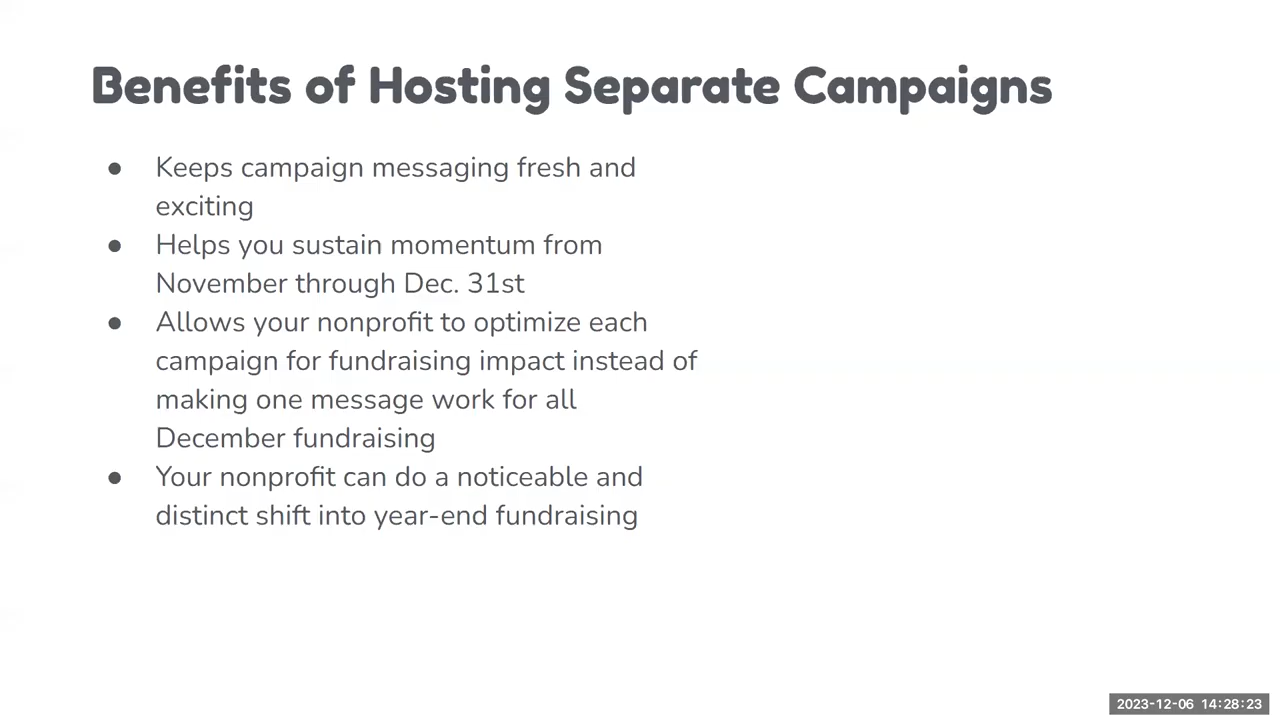 Benefits of Hosting Separate Campaigns
● Keeps campaign messaging fresh and
exciting
● Helps you sustain momentum from
November through Dec. 31st
● Allows your nonprofit to optimize each
campaign for fundraising impact instead of
making one message work for all
December fundraising
● Your nonprofit can do a noticeable and
distinct shift into year-end fundraising
2023-12-06 14:28:23